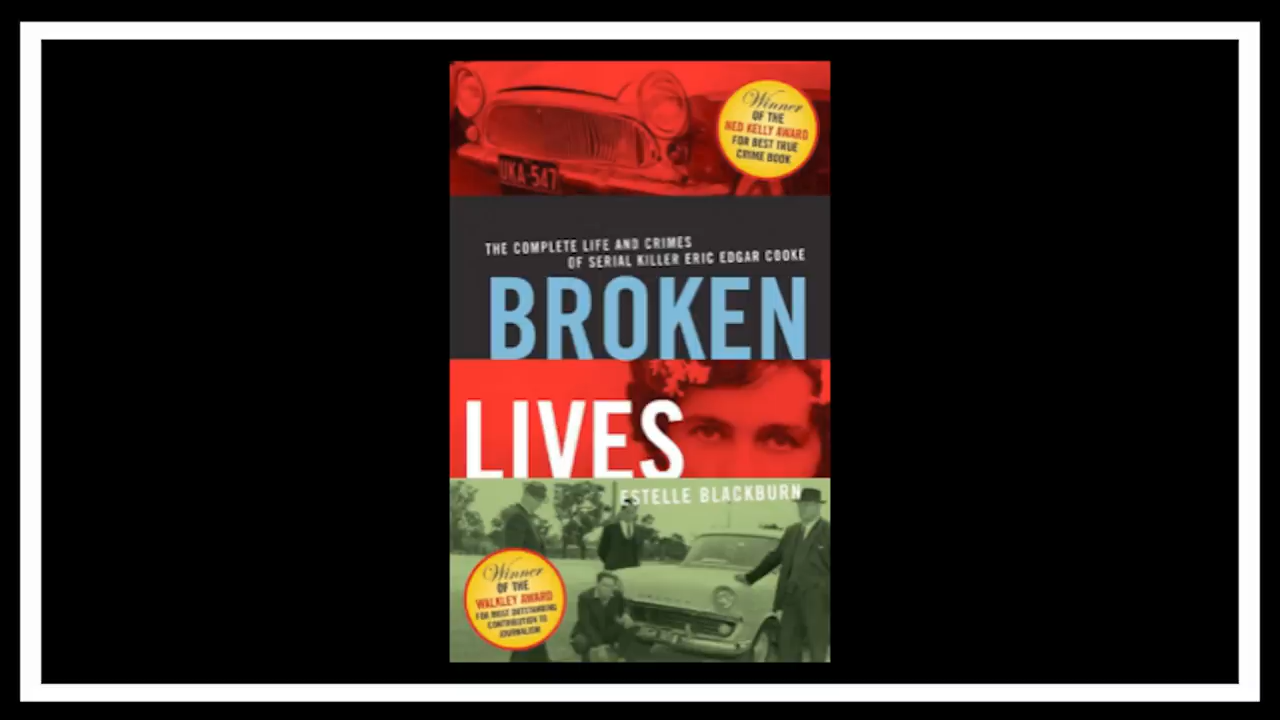 Winner
OF THE
NED KELLY AWARD
FOR BEST TRUE
CRIME BOOK
UKA-547
THE COMPLETE LIFE AND CRIMES
OF SERIAL KILLER ERIC EDGAR COOKE
BROKEN
LIVES
ESTELLE BLACKBURN
Winner
OF THE
WALKLEY AWARD
FOR MOST OUTSTANDING
CONTRIBUTION TO
JOURNALISM